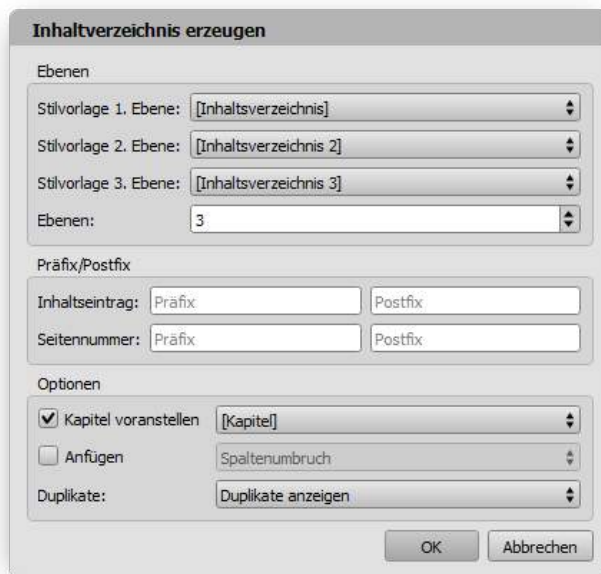 Inhaltverzeichnis erzeugen
Ebenen
Stilvorlage 1. Ebene: [Inhaltsverzeichnis]
Stilvorlage 2. Ebene: [Inhaltsverzeichnis 2]
Stilvorlage 3. Ebene: [Inhaltsverzeichnis 3]
Ebenen: 3
Präfix/Postfix
Inhaltseintrag: Präfix Postfix
Seitennummer: Präfix Postfix
Optionen
Kapitel voranstellen [Kapitel]
Anfügen Spaltenumbruch
Duplikate: Duplikate anzeigen
OK Abbrechen